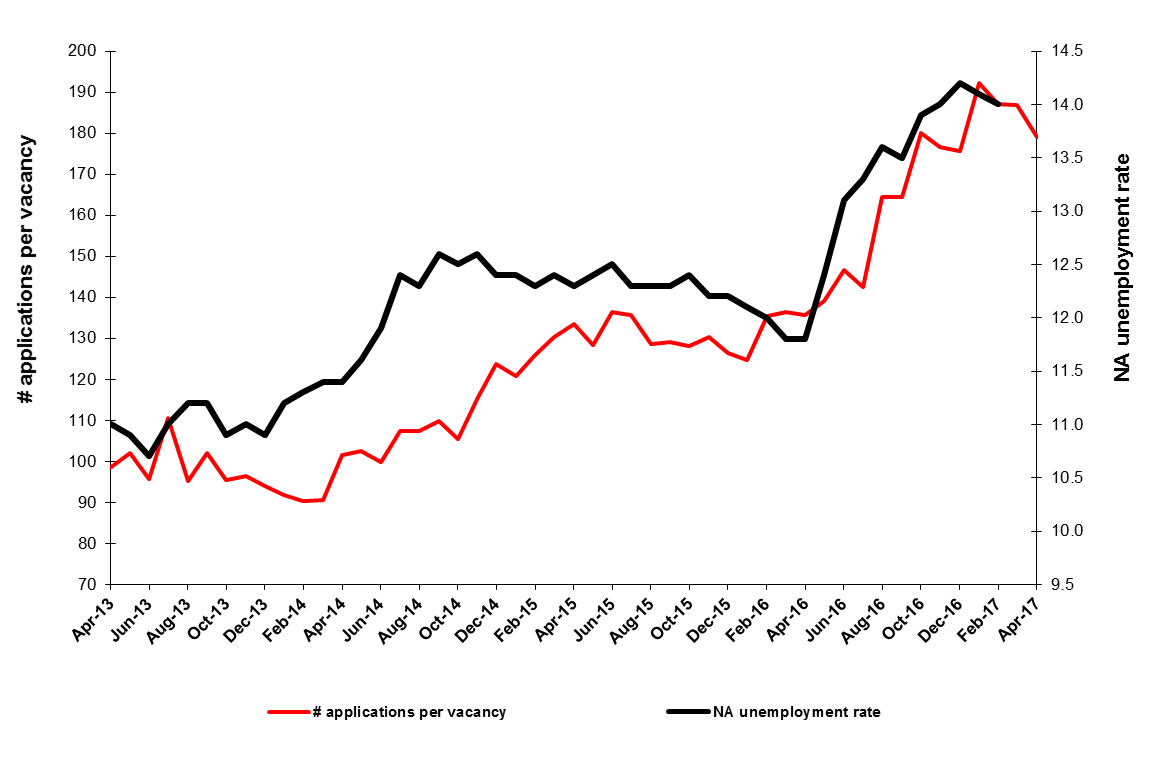 # applications per vacancy
200
190
180
170
160
150
140
130
120
110
100
90
80
70
14.5
14.0
13.5
13.0
12.5
12.0
11.5
11.0
10.5
10.0
9.5
NA unemployment rate
Apr-13
Jun-13
Aug-13
Oct-13
Dec-13
Feb-14
Apr-14
Jun-14
Aug-14
Oct-14
Dec-14
Feb-15
Apr-15
Jun-15
Aug-15
Oct-15
Dec-15
Feb-16
Apr-16
Jun-16
Aug-16
Oct-16
Dec-16
Feb-17
Apr-17
# applications per vacancy
NA unemployment rate